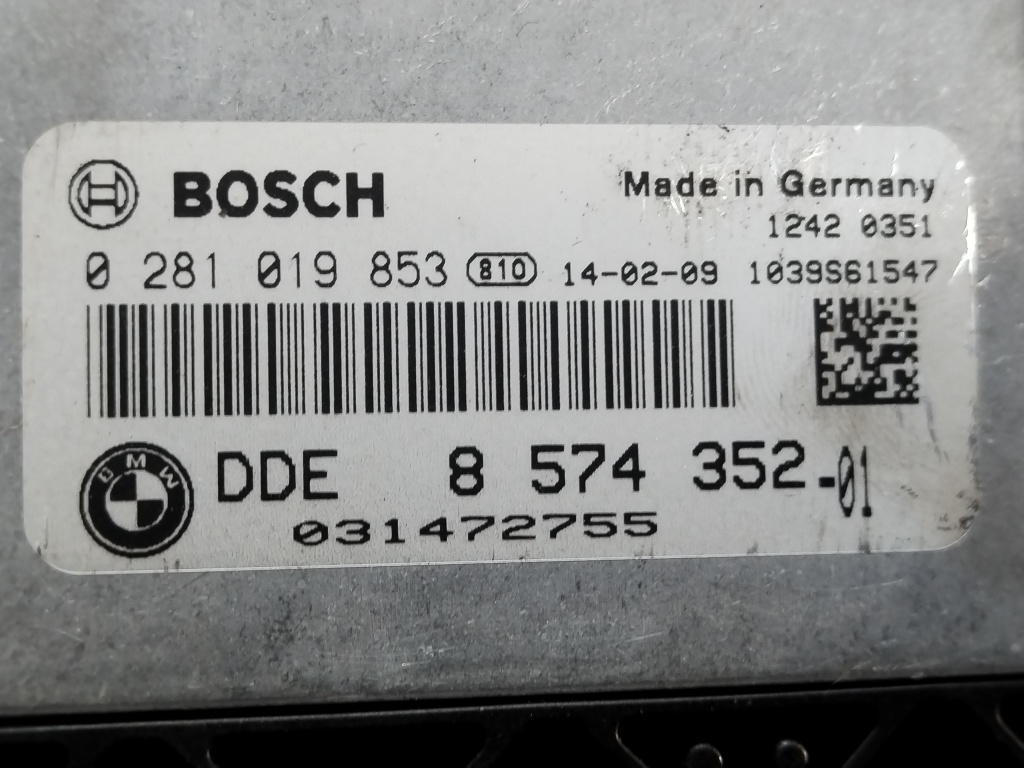 BOSCH
Made in Germany
1242 0351
0 281 019 853 810 14-02-09 1039S61547
BMW
DDE 8 574 352-01
031472755